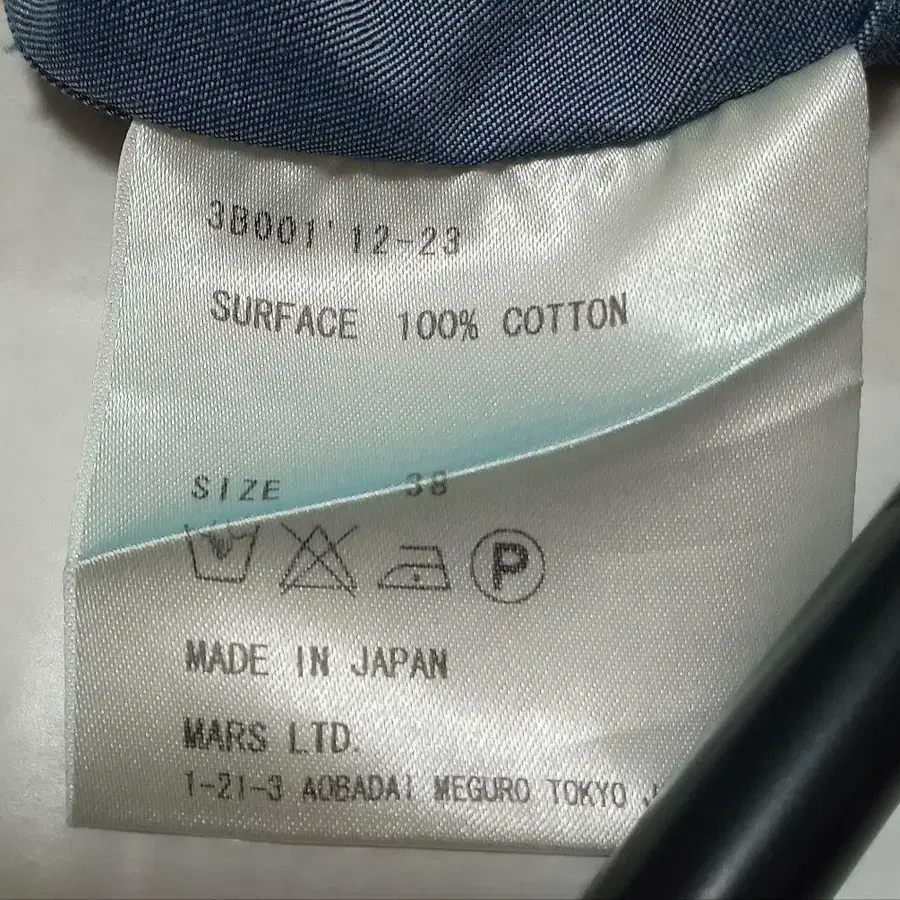 3B001'12-23
SURFACE 100% COTTON
SIZE 38
P
MADE IN JAPAN
MARS LTD.
1-21-3 AOBADAI MEGURO TOKYO J